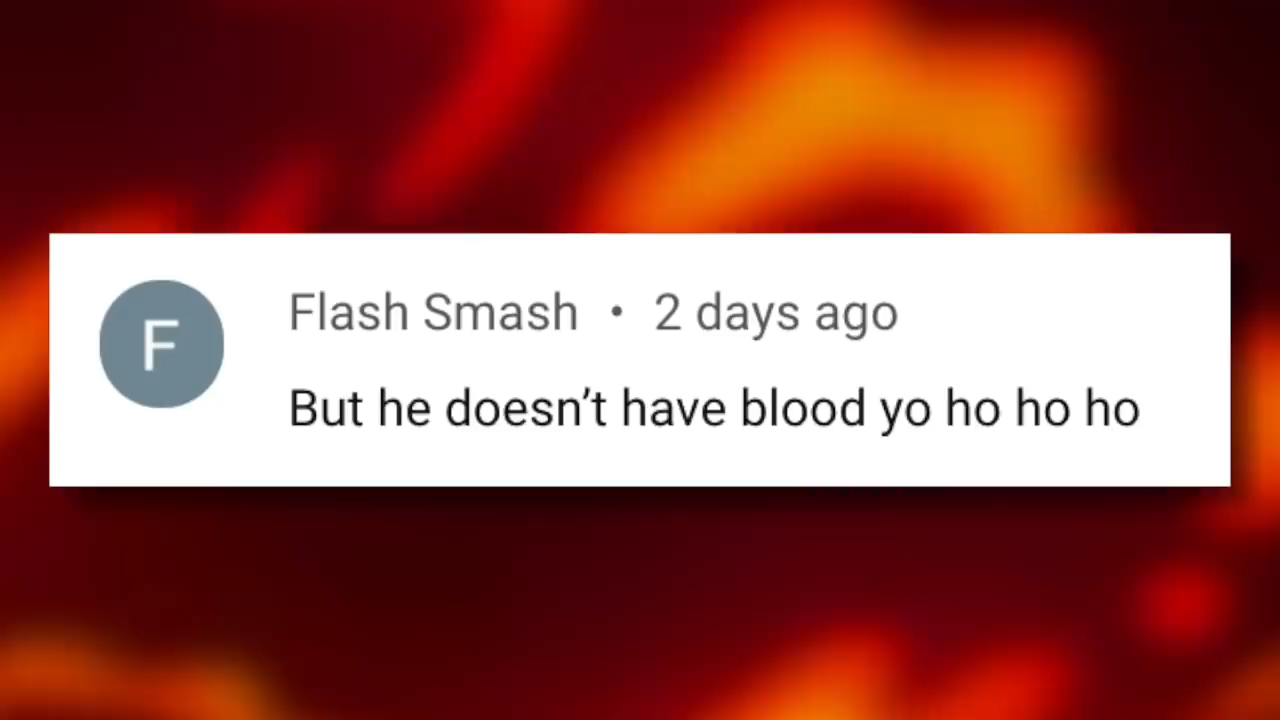 F
Flash Smash • 2 days ago
But he doesn’t have blood yo ho ho ho